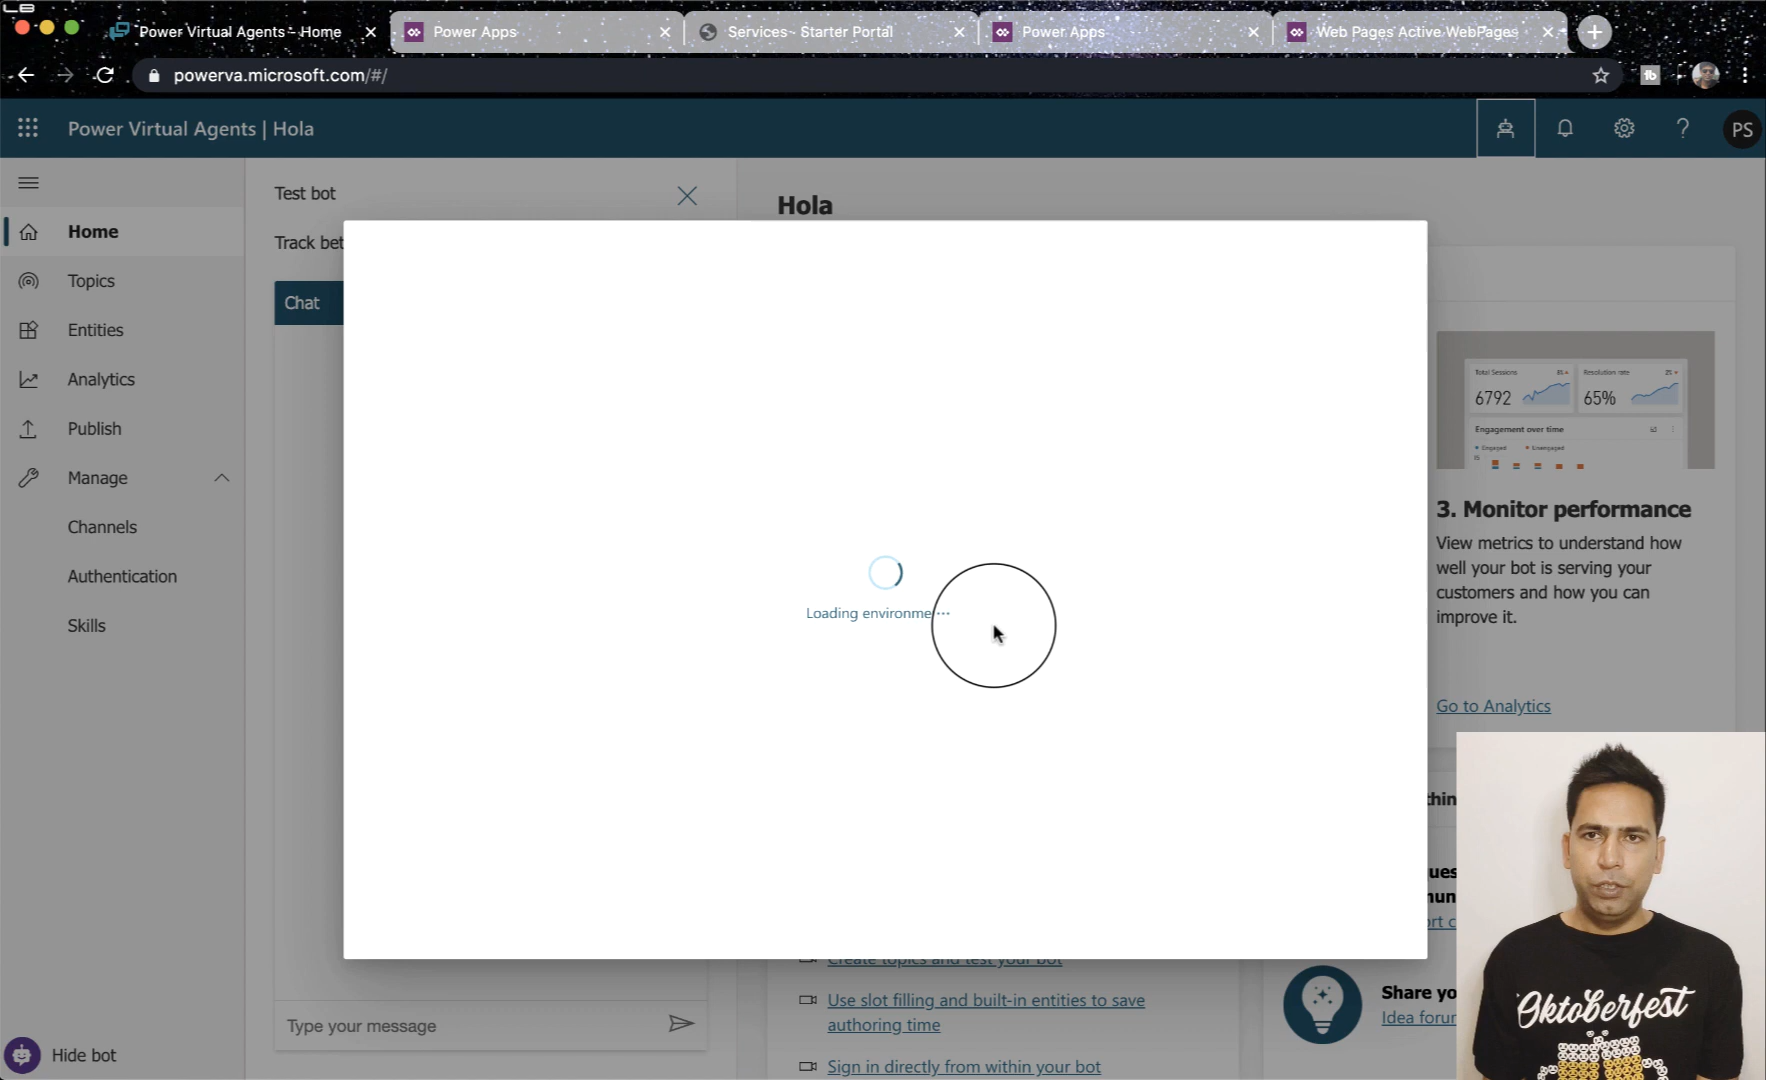 Power Virtual Agents - Home
Power Apps
Services - Starter Portal
Power Apps
Web Pages Active WebPages
powerva.microsoft.com/#/
Power Virtual Agents | Hola
PS
Home
Topics
Entities
Analytics
Publish
Manage
Channels
Authentication
Skills
Hide bot
Test bot
Track bet
Chat
Type your message
Hola
Loading environme...
Total Sessions
6792
Resolution rate
65%
Engagement over time
Engaged
Unengaged
3. Monitor performance
View metrics to understand how
well your bot is serving your
customers and how you can
improve it.
Go to Analytics
Create topics and test your bot
Use slot filling and built-in entities to save
authoring time
Sign in directly from within your bot
Share yo
Idea forum
Oktoberfest